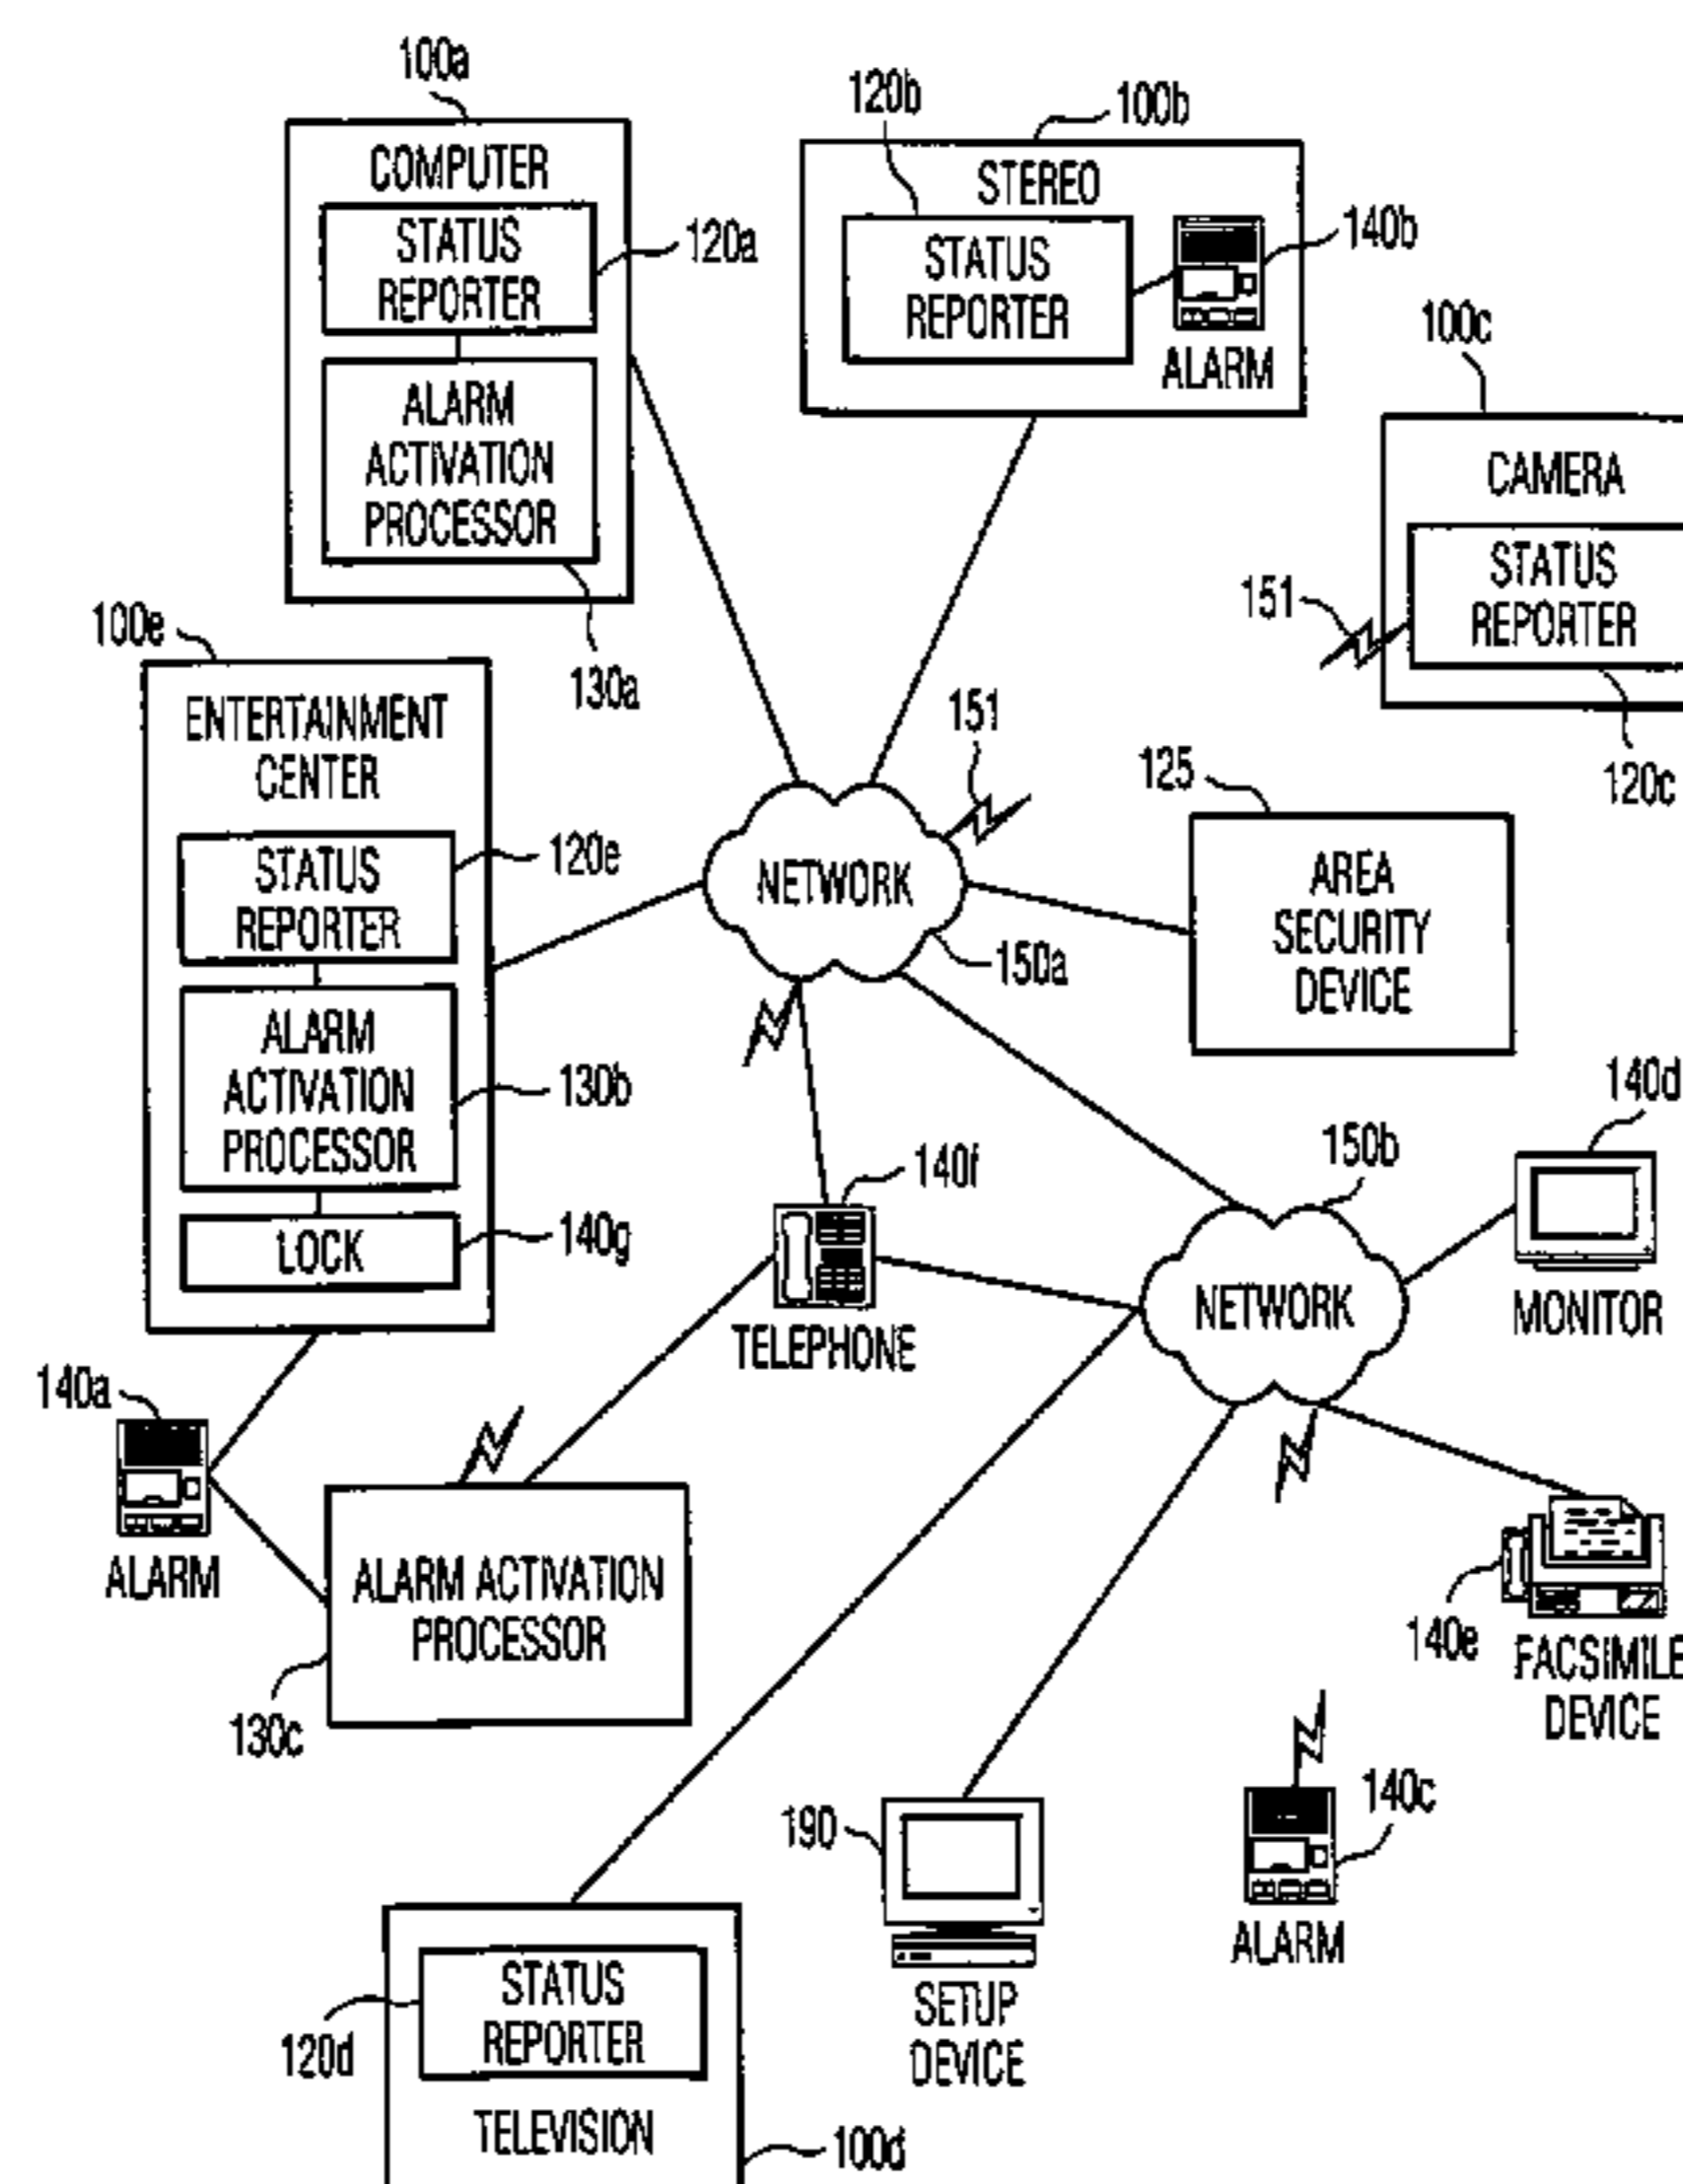 100a
COMPUTER
STATUS
REPORTER
120a
ALARM
ACTIVATION
PROCESSOR
130a
120b
100b
STEREO
STATUS
REPORTER
140b
ALARM
100c
CAMERA
STATUS
REPORTER
151
120c
100e
ENTERTAINMENT
CENTER
STATUS
REPORTER
120e
ALARM
ACTIVATION
PROCESSOR
130b
LOCK
140g
151
NETWORK
150a
125
AREA
SECURITY
DEVICE
140f
TELEPHONE
150b
NETWORK
140d
MONITOR
140a
ALARM
ALARM ACTIVATION
PROCESSOR
130c
140e
FACSIMILE
DEVICE
190
SETUP
DEVICE
140c
ALARM
STATUS
REPORTER
120d
TELEVISION
100d